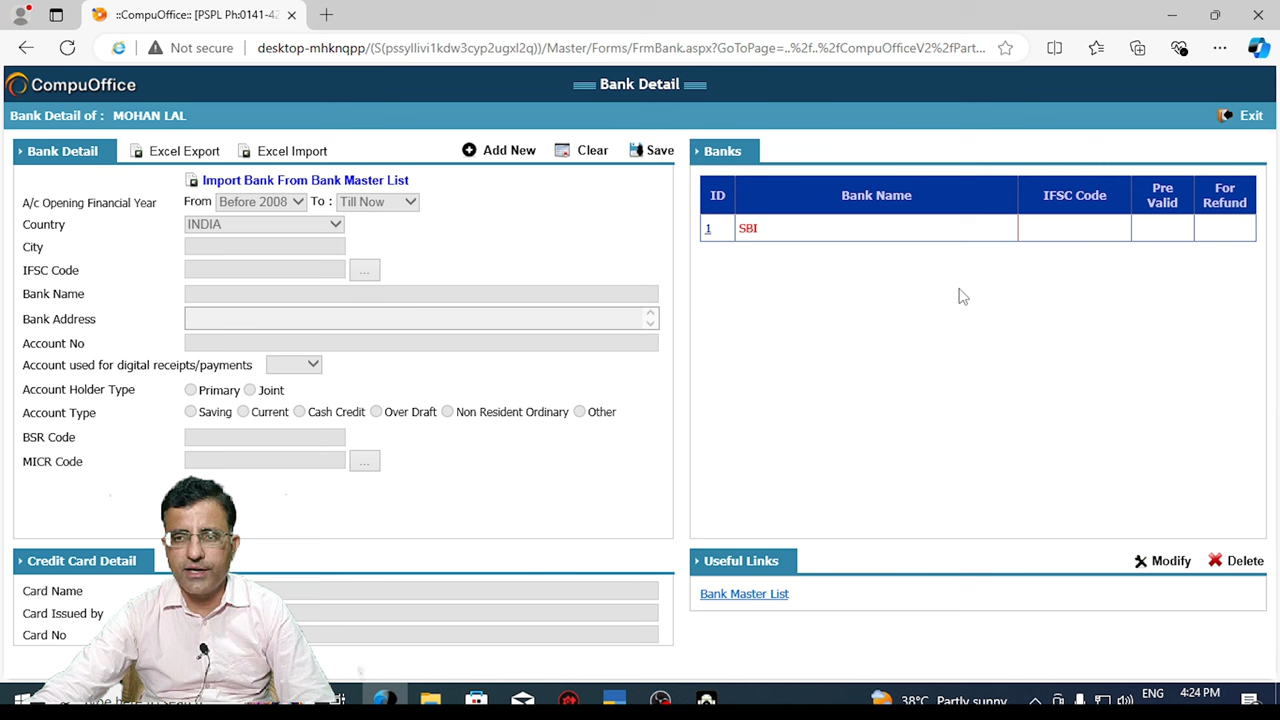 ::CompuOffice:: [PSPL Ph:0141-42
Not secure
desktop-mhknqpp/(S(pssyllivi1kdw3cyp2ugxl2q))/Master/Forms/FrmBank.aspx?GoToPage=..%2f..%2fCompuOfficeV2%2fPart...
CompuOffice
Bank Detail
Bank Detail of : MOHAN LAL
Exit
Bank Detail
Excel Export
Excel Import
Add New
Clear
Save
Banks
Import Bank From Bank Master List
A/c Opening Financial Year From Before 2008 To : Till Now
Country INDIA
City
IFSC Code ...
Bank Name
Bank Address
Account No
Account used for digital receipts/payments
Account Holder Type Primary Joint
Account Type Saving Current Cash Credit Over Draft Non Resident Ordinary Other
BSR Code
MICR Code ...
ID Bank Name IFSC Code Pre Valid For Refund
1 SBI
Credit Card Detail
Card Name
Card Issued by
Card No
Useful Links
Modify
Delete
Bank Master List
38°C Partly sunny
ENG
4:24 PM